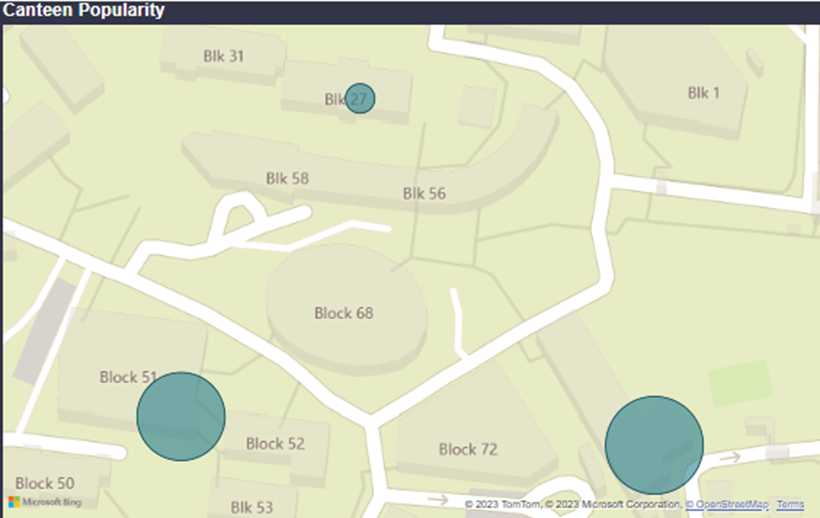 Canteen Popularity
Blk 31
Blk 27
Blk 1
Blk 58
Blk 56
Block 68
Block 51
Block 52
Block 72
Block 50
Block 53
Microsoft Bing
© 2023 TomTom, © 2023 Microsoft Corporation, © OpenStreetMap Terms